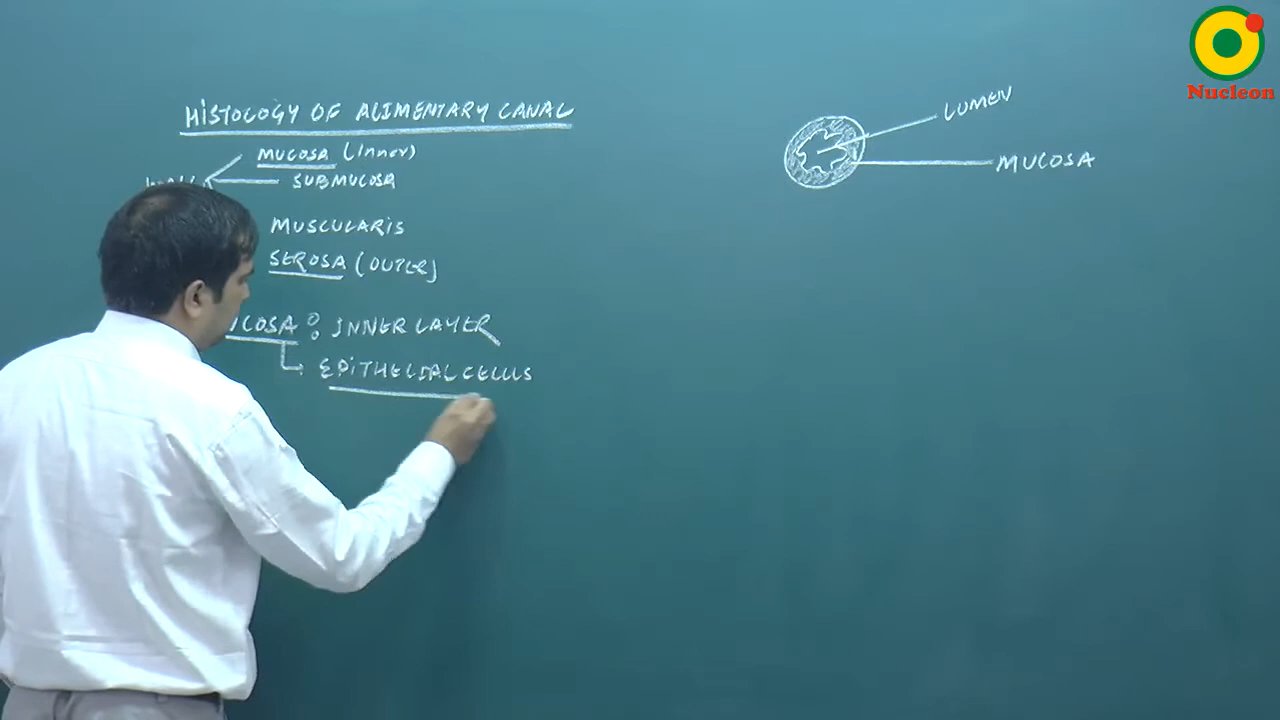 HISTOLOGY OF ALIMENTARY CANAL
MUCOSA (INNER)
SUBMUCOSA
MUSCULARIS
SEROSA (OUTER)
: INNER LAYER
EPITHELIAL CELLS
LUMEN
MUCOSA
Nucleon